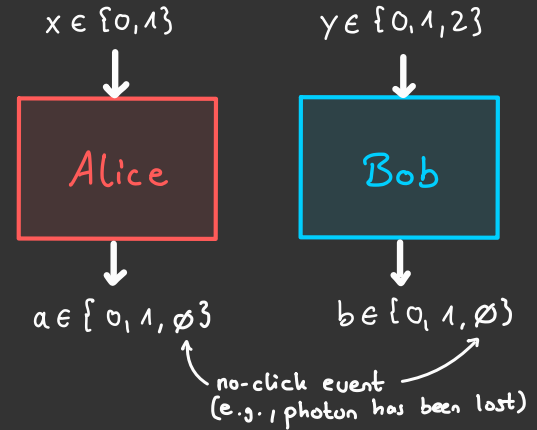 x ∈ {0,1}
y ∈ {0,1,2}
Alice
Bob
a ∈ {0,1,ø}
b ∈ {0,1,ø}
no-click event
(e.g., photon has been lost)